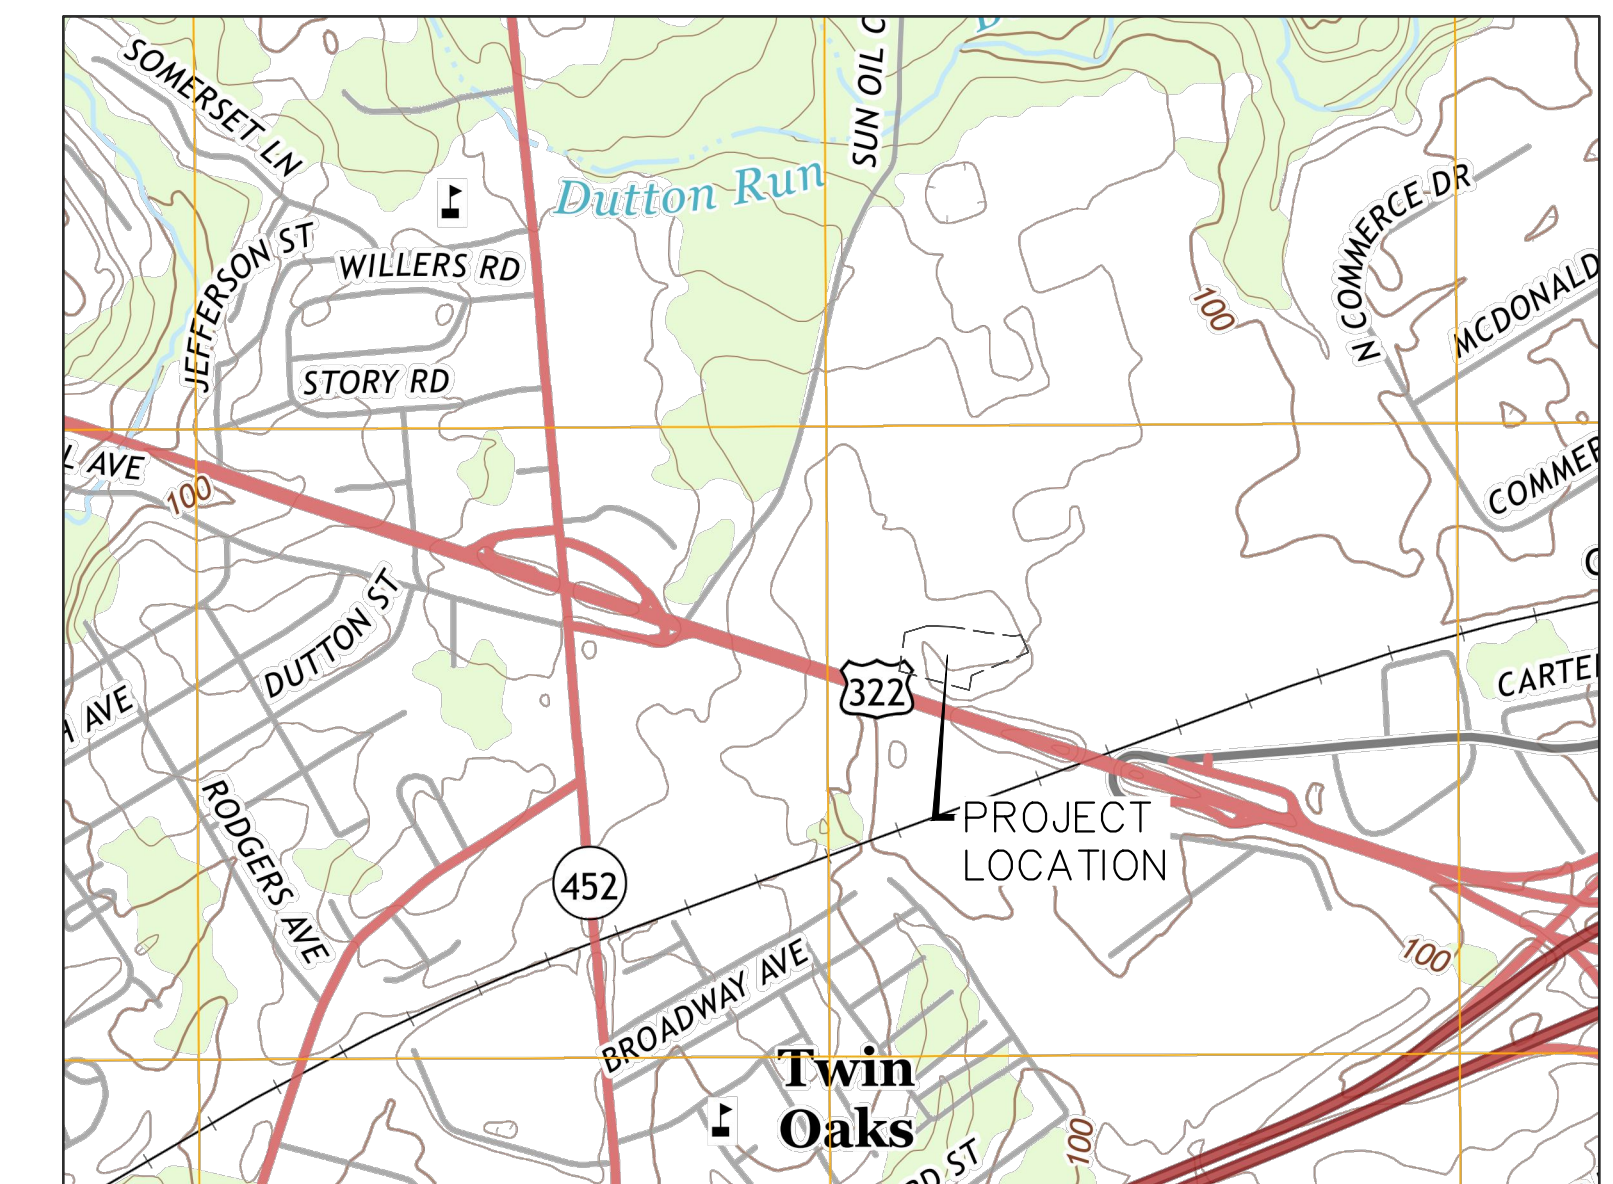 SOMERSET LN
SUN OIL C
Dutton Run
N COMMERCE DR
JEFFERSON ST
WILLERS RD
100
MCDONALD
STORY RD
L AVE
100
COMMER
DUTTON ST
322
CARTE
H AVE
PROJECT
LOCATION
RODGERS AVE
452
BROADWAY AVE
100
Twin
Oaks
100
RD ST